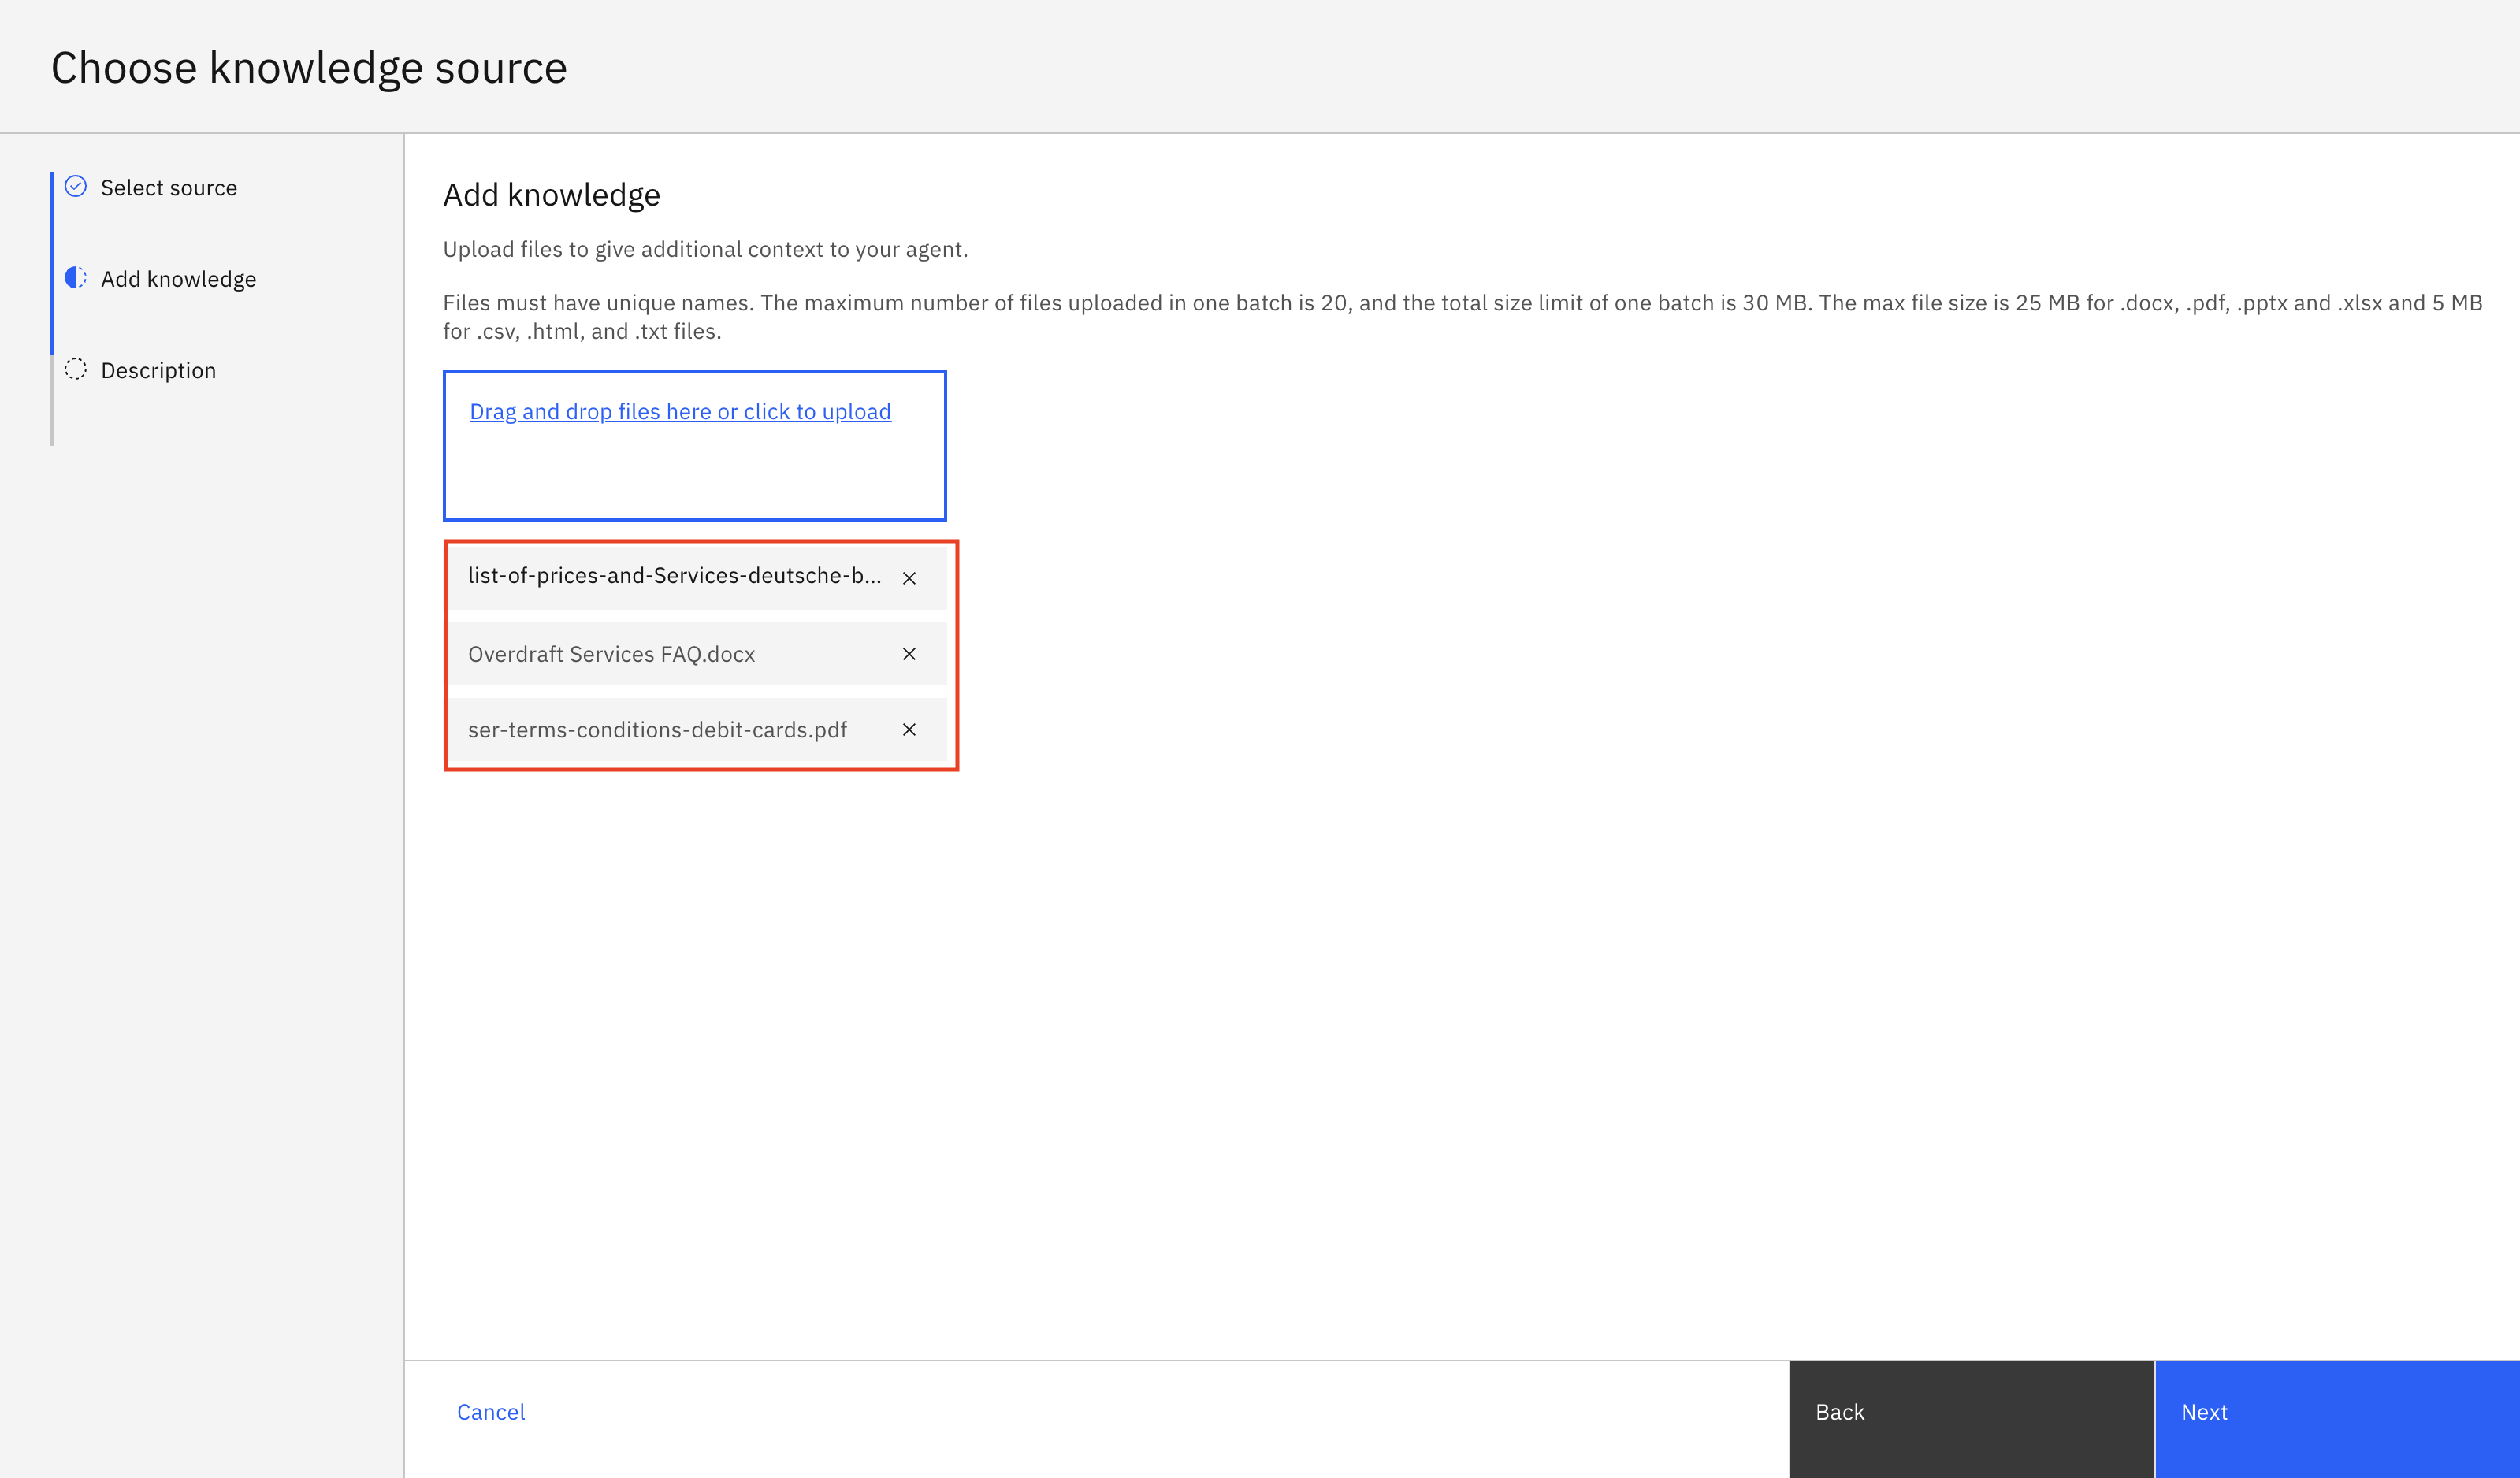 Choose knowledge source
Select source
Add knowledge
Description
Add knowledge
Upload files to give additional context to your agent.
Files must have unique names. The maximum number of files uploaded in one batch is 20, and the total size limit of one batch is 30 MB. The max file size is 25 MB for .docx, .pdf, .pptx and .xlsx and 5 MB
for .csv, .html, and .txt files.
Drag and drop files here or click to upload
list-of-prices-and-Services-deutsche-b...
Overdraft Services FAQ.docx
ser-terms-conditions-debit-cards.pdf
Cancel
Back
Next